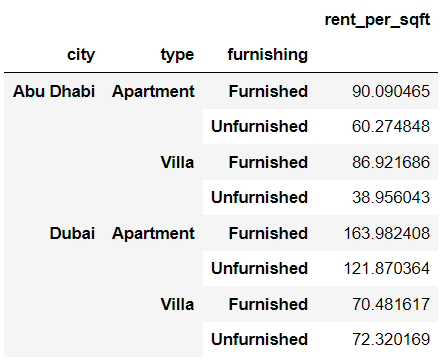 rent_per_sqft
city type furnishing
Abu Dhabi Apartment Furnished 90.090465
Unfurnished 60.274848
Villa Furnished 86.921686
Unfurnished 38.956043
Dubai Apartment Furnished 163.982408
Unfurnished 121.870364
Villa Furnished 70.481617
Unfurnished 72.320169